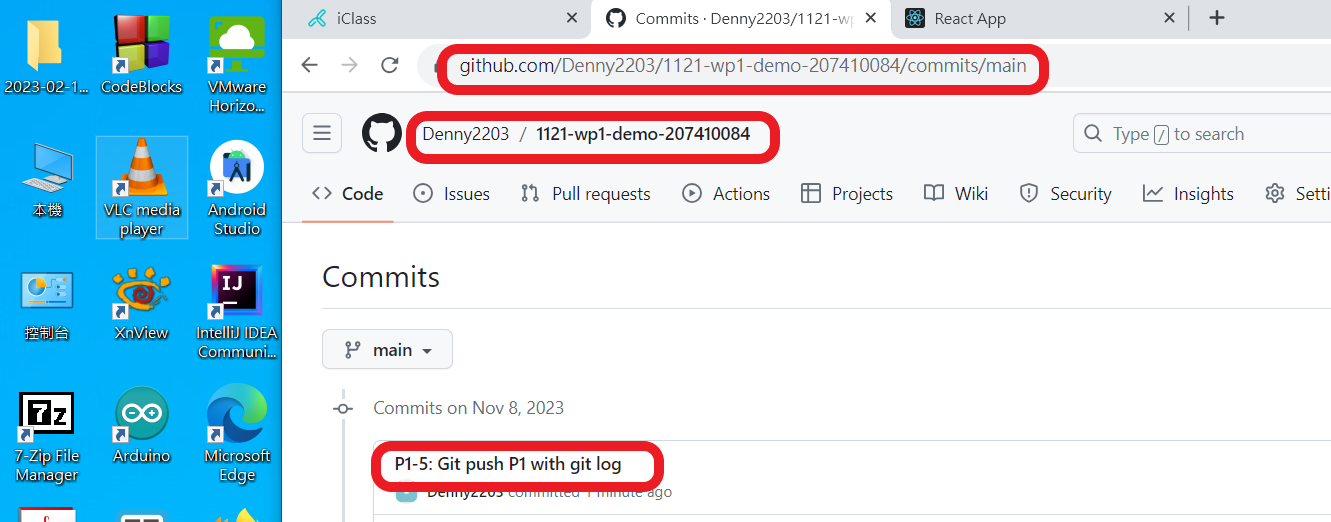 2023-02-1...
CodeBlocks
VMware
Horizo...
本機
VLC media
player
Android
Studio
控制台
XnView
IntelliJ IDEA
Communi...
7-Zip File
Manager
Arduino
Microsoft
Edge
iClass
Commits · Denny2203/1121-wp1
React App
github.com/Denny2203/1121-wp1-demo-207410084/commits/main
Denny2203 / 1121-wp1-demo-207410084
Type / to search
Code Issues Pull requests Actions Projects Wiki Security Insights Setti
Commits
main
Commits on Nov 8, 2023
P1-5: Git push P1 with git log
Denny2203 committed 1 minute ago